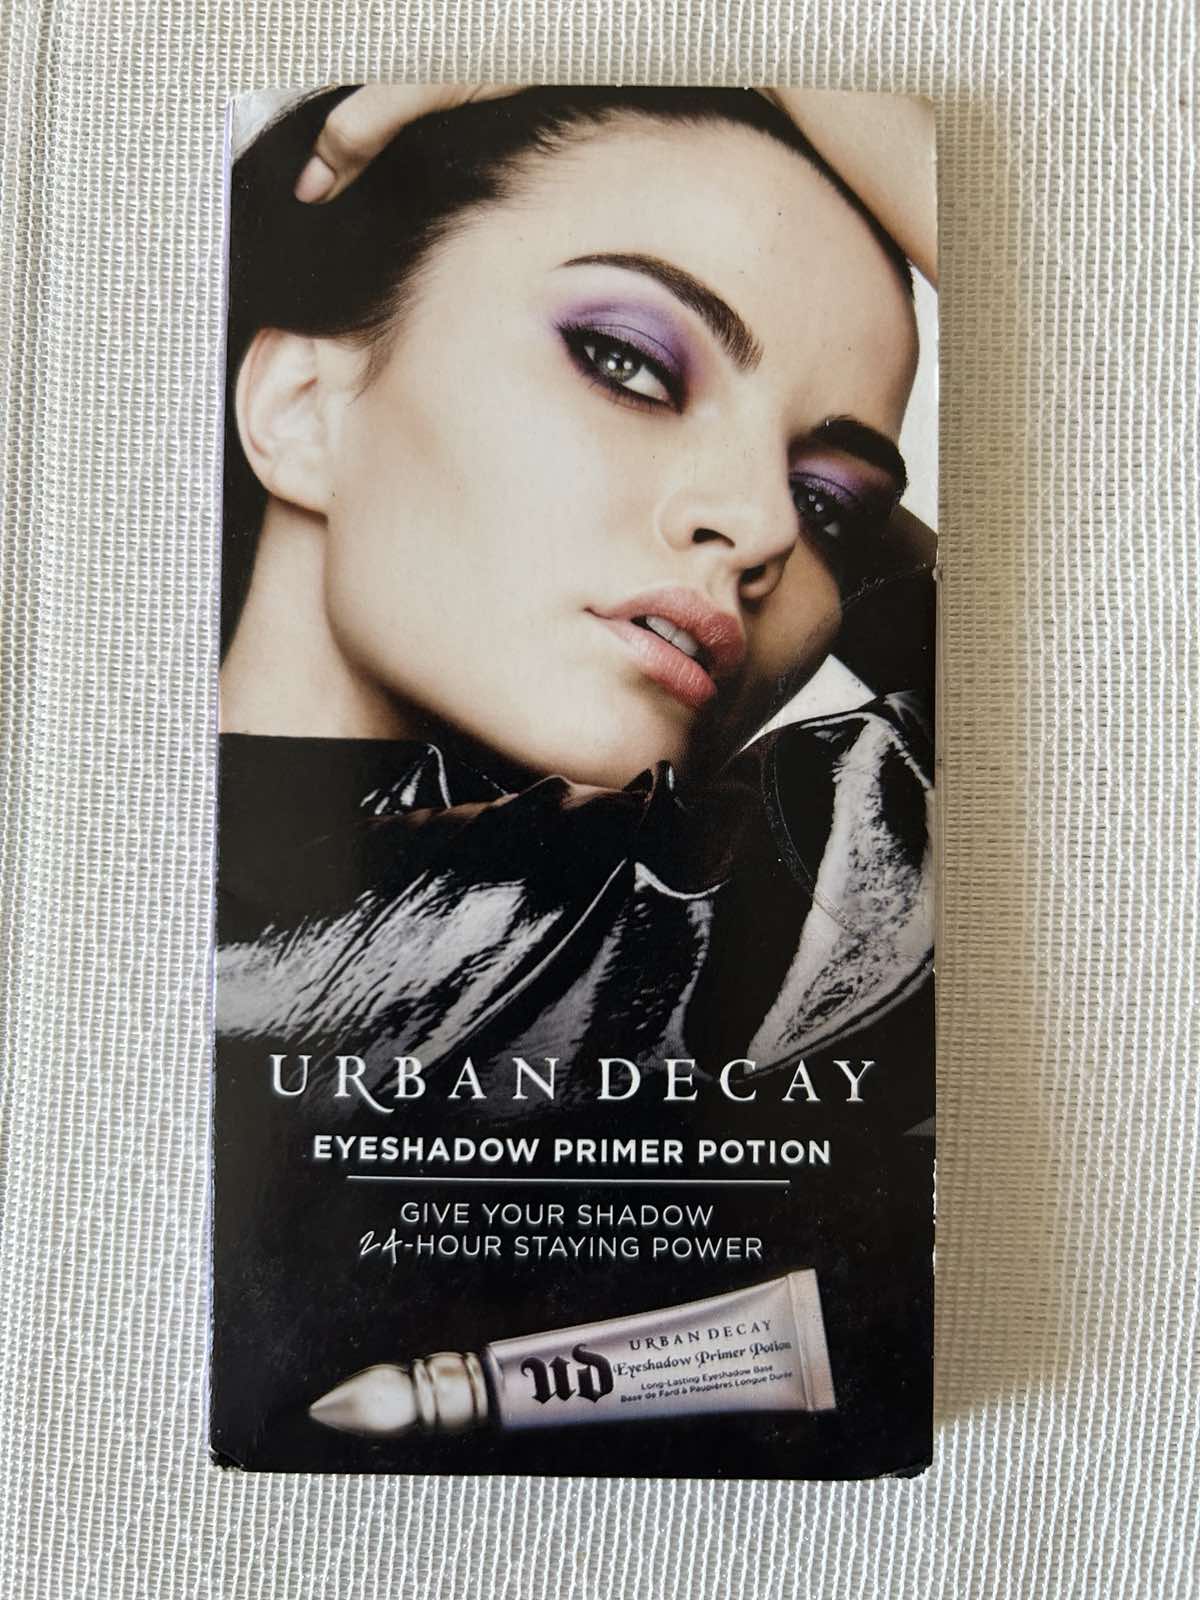 URBAN DECAY
EYESHADOW PRIMER POTION
GIVE YOUR SHADOW
24-HOUR STAYING POWER
ud
URBAN DECAY
Eyeshadow Primer Potion
Long-Lasting Eyeshadow Base
Base de Fard à Paupières Longue Durée